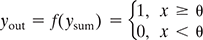 y_out = f(y_sum) = { 1, x ≥ θ
0, x < θ